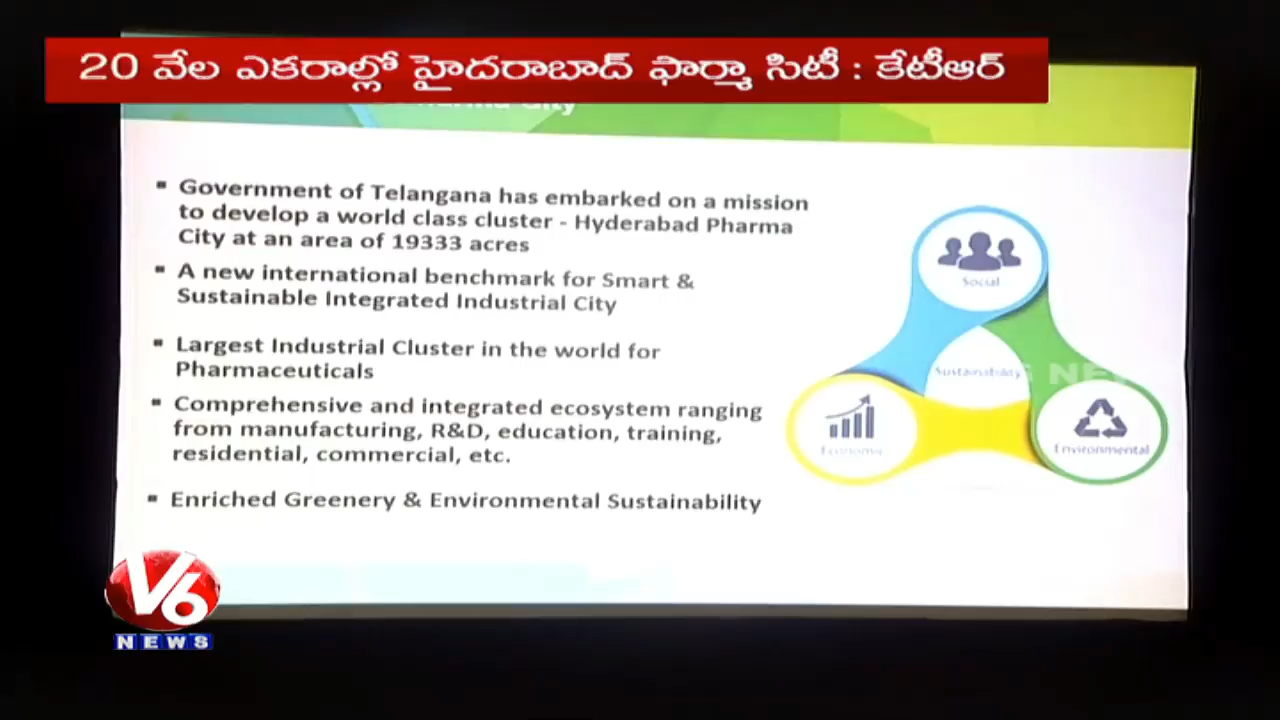 20 వేల ఎకరాల్లో హైదరాబాద్ ఫార్మా సిటీ : కేటీఆర్
City
▪ Government of Telangana has embarked on a mission
to develop a world class cluster - Hyderabad Pharma
City at an area of 19333 acres
▪ A new international benchmark for Smart &
Sustainable Integrated Industrial City
▪ Largest Industrial Cluster in the world for
Pharmaceuticals
▪ Comprehensive and integrated ecosystem ranging
from manufacturing, R&D, education, training,
residential, commercial, etc.
▪ Enriched Greenery & Environmental Sustainability
Social
Sustainability
Economic
Environmental
V6
NEWS